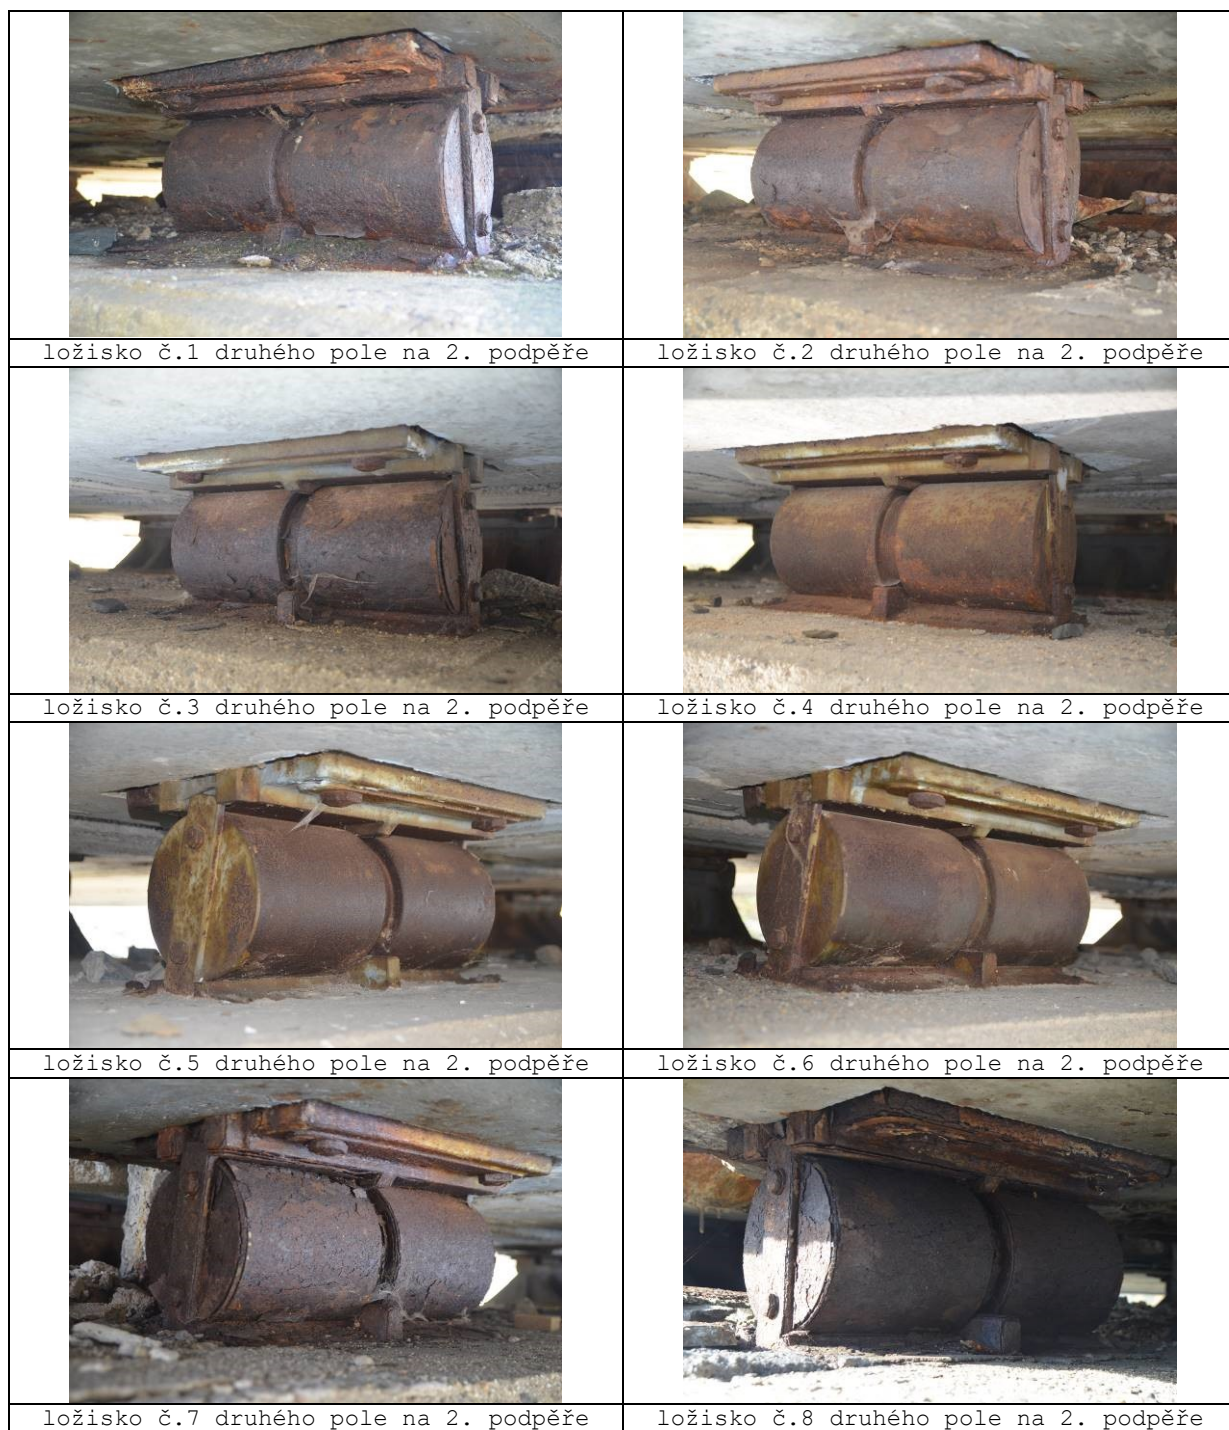 ložisko č.1 druhého pole na 2. podpěře
ložisko č.2 druhého pole na 2. podpěře
ložisko č.3 druhého pole na 2. podpěře
ložisko č.4 druhého pole na 2. podpěře
ložisko č.5 druhého pole na 2. podpěře
ložisko č.6 druhého pole na 2. podpěře
ložisko č.7 druhého pole na 2. podpěře
ložisko č.8 druhého pole na 2. podpěře